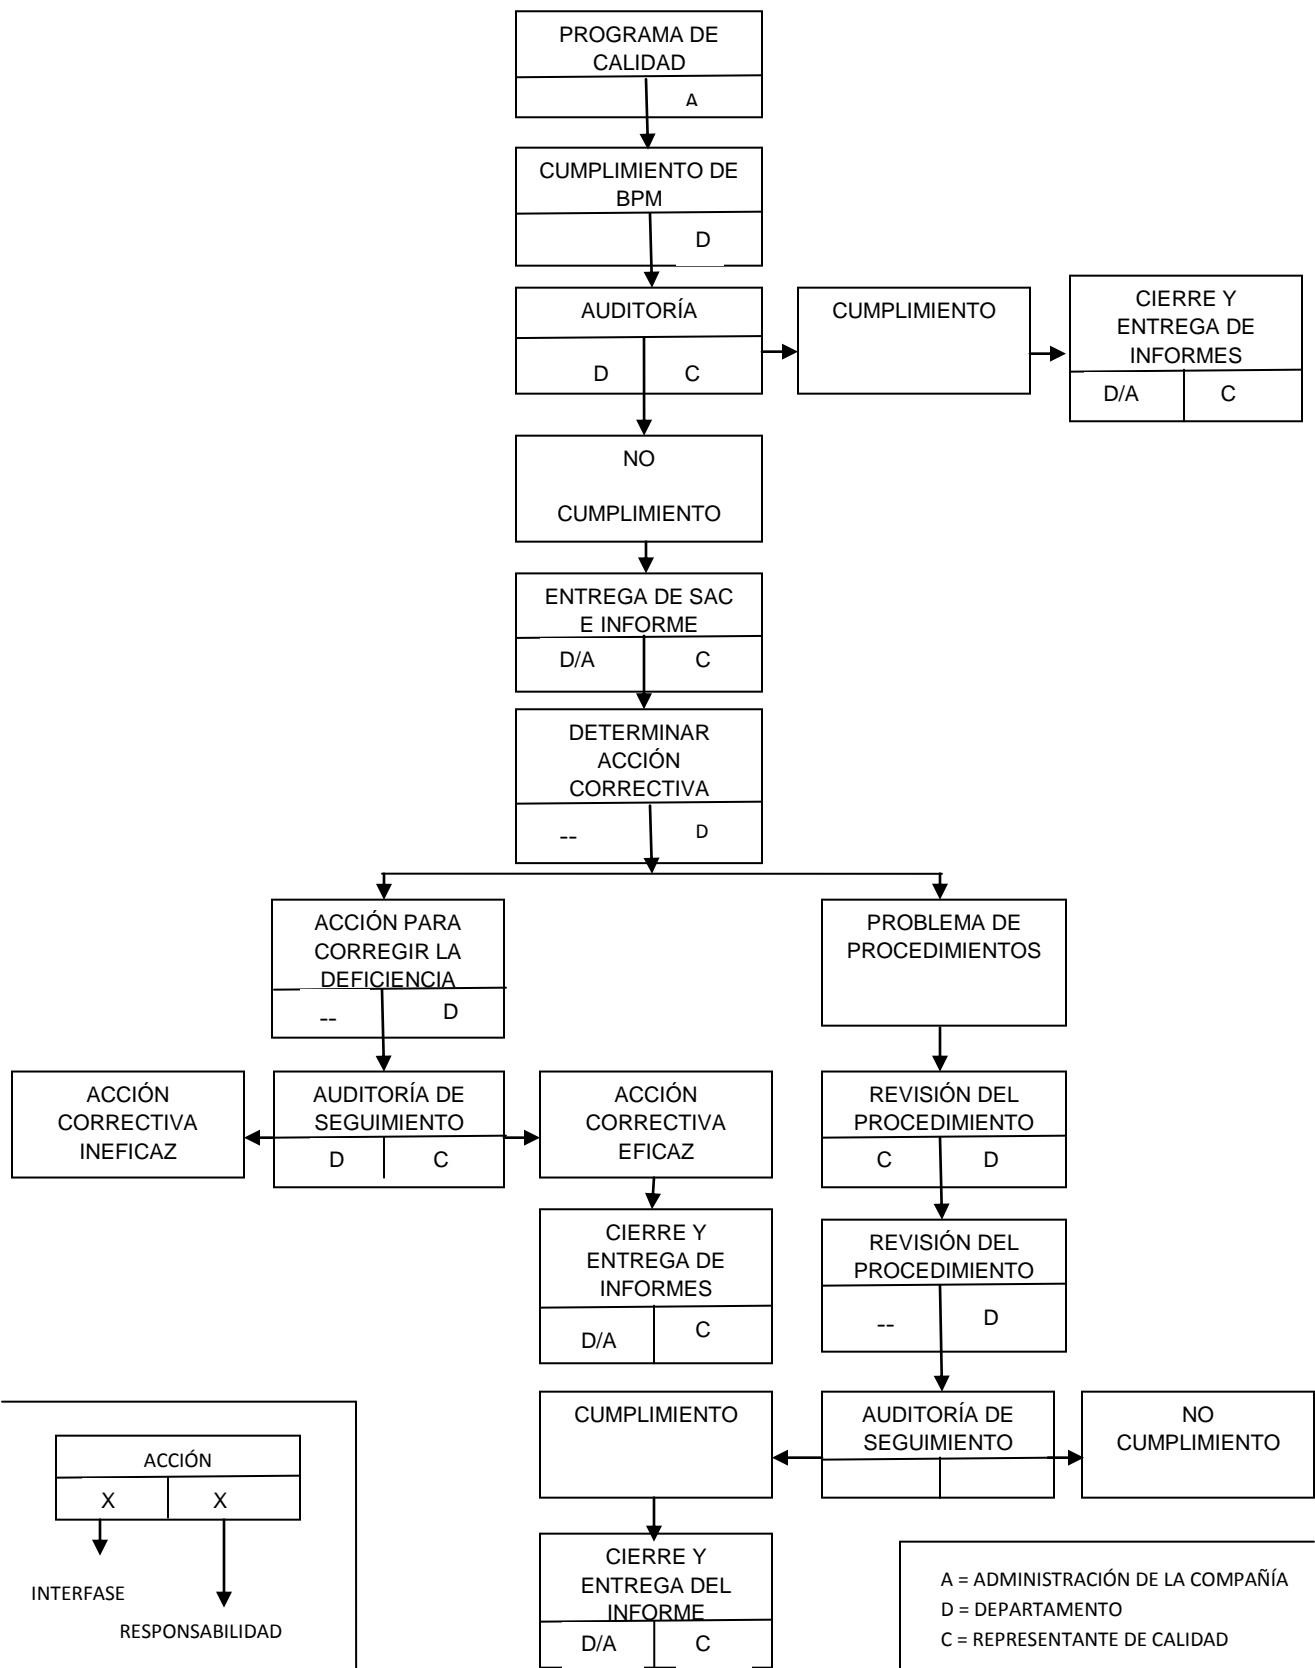 PROGRAMA DE
CALIDAD
A
CUMPLIMIENTO DE
BPM
D
AUDITORÍA
D C
CUMPLIMIENTO
CIERRE Y
ENTREGA DE
INFORMES
D/A C
NO
CUMPLIMIENTO
ENTREGA DE SAC
E INFORME
D/A C
DETERMINAR
ACCIÓN
CORRECTIVA
-- D
ACCIÓN PARA
CORREGIR LA
DEFICIENCIA
-- D
PROBLEMA DE
PROCEDIMIENTOS
ACCIÓN
CORRECTIVA
INEFICAZ
AUDITORÍA DE
SEGUIMIENTO
D C
ACCIÓN
CORRECTIVA
EFICAZ
REVISIÓN DEL
PROCEDIMIENTO
C D
CIERRE Y
ENTREGA DE
INFORMES
D/A C
REVISIÓN DEL
PROCEDIMIENTO
-- D
CUMPLIMIENTO
AUDITORÍA DE
SEGUIMIENTO
NO
CUMPLIMIENTO
ACCIÓN
X X
INTERFASE
RESPONSABILIDAD
CIERRE Y
ENTREGA DEL
INFORME
D/A C
A = ADMINISTRACIÓN DE LA COMPAÑÍA
D = DEPARTAMENTO
C = REPRESENTANTE DE CALIDAD